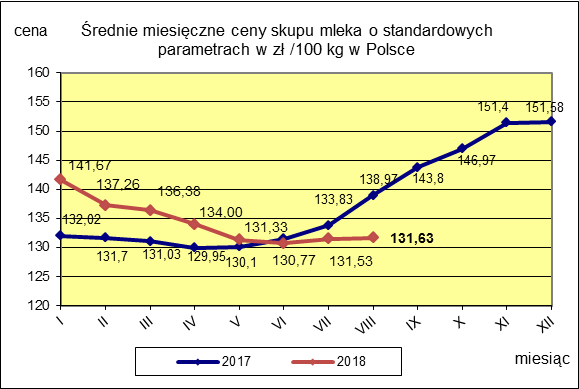 cena
Średnie miesięczne ceny skupu mleka o standardowych
parametrach w zł /100 kg w Polsce
160
155
150
145
140
135
130
125
120
141,67
137,26
136,38
134,00
131,33
130,77
131,53
131,63
132,02
131,7
131,03
129,95
130,1
133,83
138,97
143,8
146,97
151,4
151,58
I
II
III
IV
V
VI
VII
VIII
IX
X
XI
XII
miesiąc
2017
2018